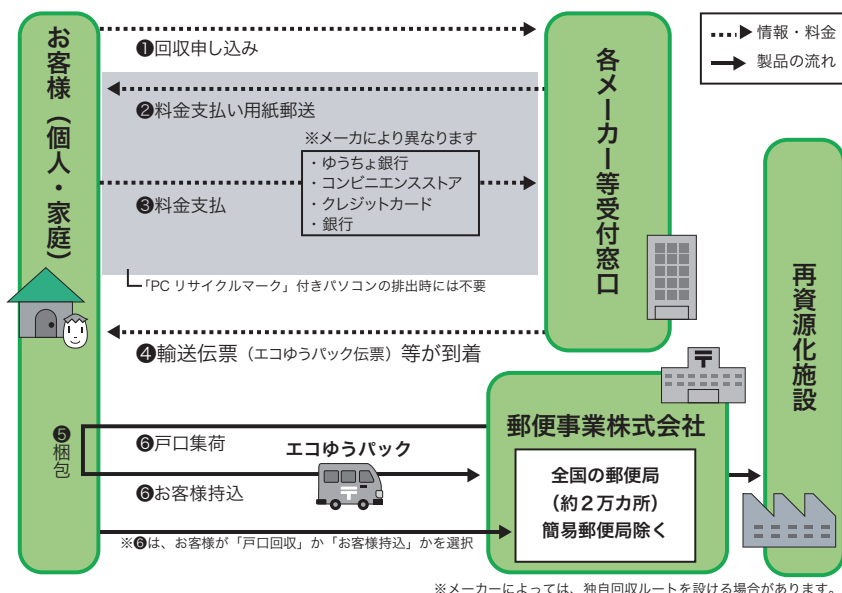 お客様（個人・家庭）
❶回収申し込み
❷料金支払い用紙郵送
※メーカにより異なります
・ゆうちょ銀行
・コンビニエンスストア
・クレジットカード
・銀行
❸料金支払
「PC リサイクルマーク」付きパソコンの排出時には不要
❹輸送伝票（エコゆうパック伝票）等が到着
各メーカー等受付窓口
情報・料金
製品の流れ
再資源化施設
❺梱包
❻戸口集荷
エコゆうパック
❻お客様持込
※❻は、お客様が「戸口回収」か「お客様持込」かを選択
郵便事業株式会社
全国の郵便局
（約２万カ所）
簡易郵便局除く
※メーカーによっては、独自回収ルートを設ける場合があります。